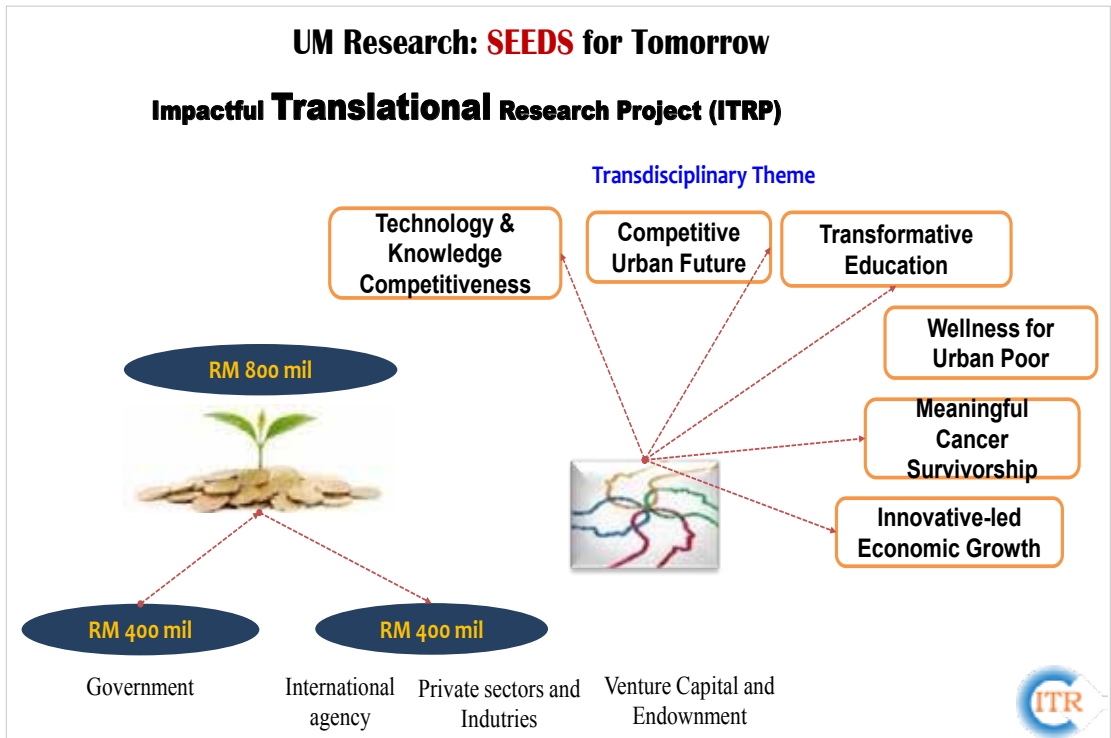 UM Research: SEEDS for Tomorrow
Impactful Translational Research Project (ITRP)
Transdisciplinary Theme
Technology &
Knowledge
Competitiveness
Competitive
Urban Future
Transformative
Education
Wellness for
Urban Poor
Meaningful
Cancer
Survivorship
Innovative-led
Economic Growth
RM 800 mil
RM 400 mil
RM 400 mil
Government
International
agency
Private sectors and
Indutries
Venture Capital and
Endownment
ITR